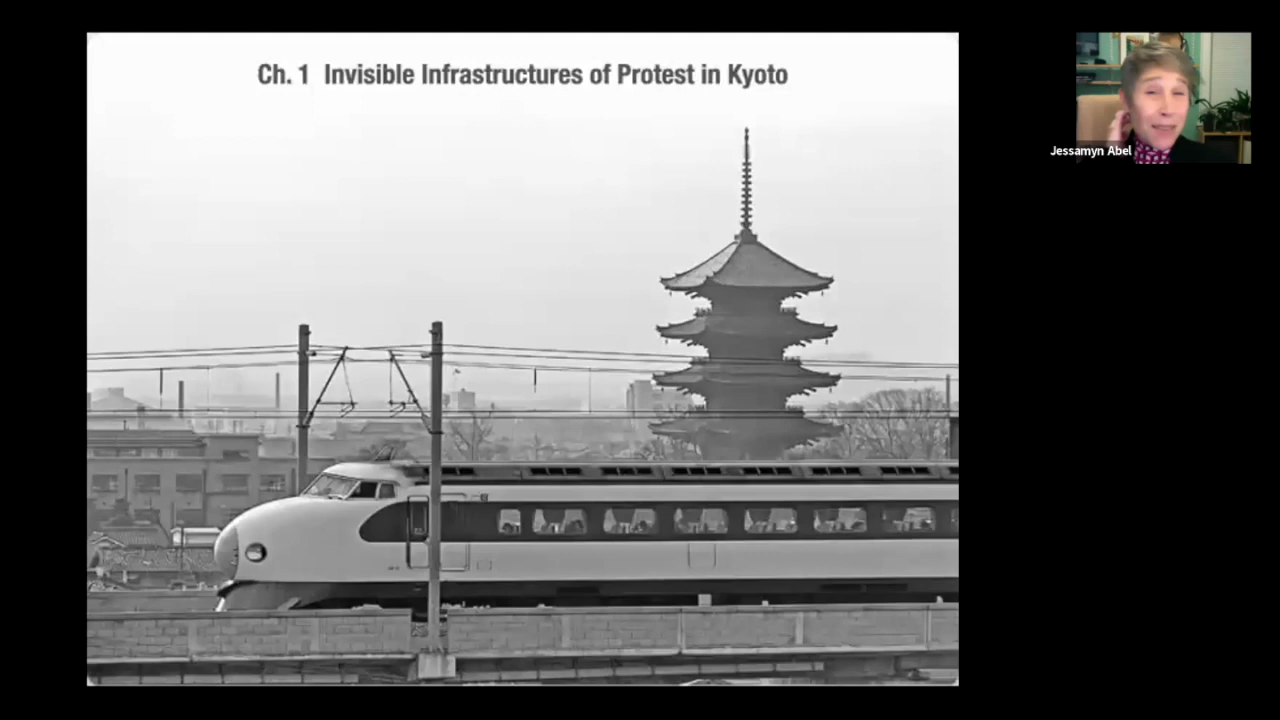 Ch. 1 Invisible Infrastructures of Protest in Kyoto
Jessamyn Abel